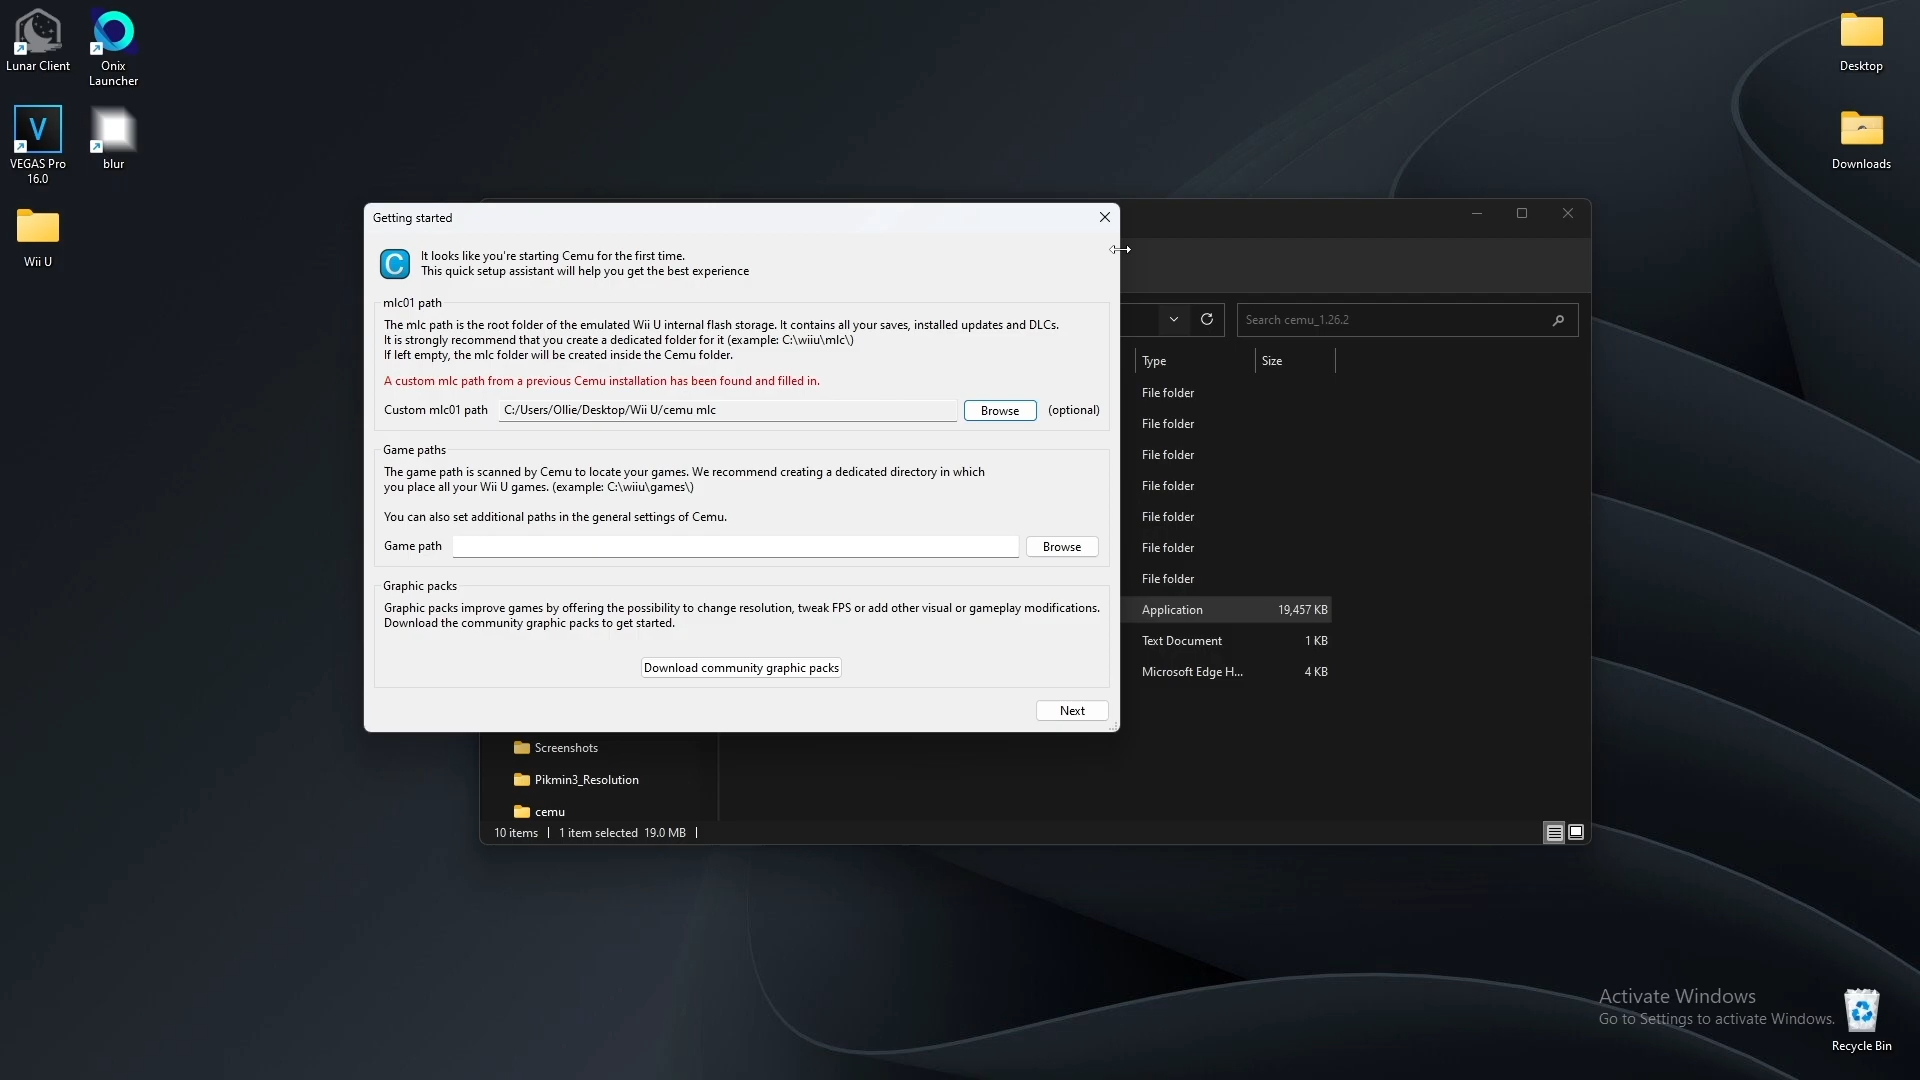 Lunar Client
Onix
Launcher
VEGAS Pro
16.0
blur
Wii U
Desktop
Downloads
Getting started
It looks like you're starting Cemu for the first time.
This quick setup assistant will help you get the best experience
mlc01 path
The mlc path is the root folder of the emulated Wii U internal flash storage. It contains all your saves, installed updates and DLCs.
It is strongly recommend that you create a dedicated folder for it (example: C:\wiiu\mlc\)
If left empty, the mlc folder will be created inside the Cemu folder.
A custom mlc path from a previous Cemu installation has been found and filled in.
Custom mlc01 path C:/Users/Ollie/Desktop/Wii U/cemu mlc Browse (optional)
Game paths
The game path is scanned by Cemu to locate your games. We recommend creating a dedicated directory in which
you place all your Wii U games. (example: C:\wiiu\games\)
You can also set additional paths in the general settings of Cemu.
Game path Browse
Graphic packs
Graphic packs improve games by offering the possibility to change resolution, tweak FPS or add other visual or gameplay modifications.
Download the community graphic packs to get started.
Download community graphic packs
Next
Search cemu_1.26.2
Type Size
File folder
File folder
File folder
File folder
File folder
File folder
File folder
Application 19,457 KB
Text Document 1 KB
Microsoft Edge H... 4 KB
Screenshots
Pikmin3_Resolution
cemu
10 items 1 item selected 19.0 MB
Activate Windows
Go to Settings to activate Windows.
Recycle Bin